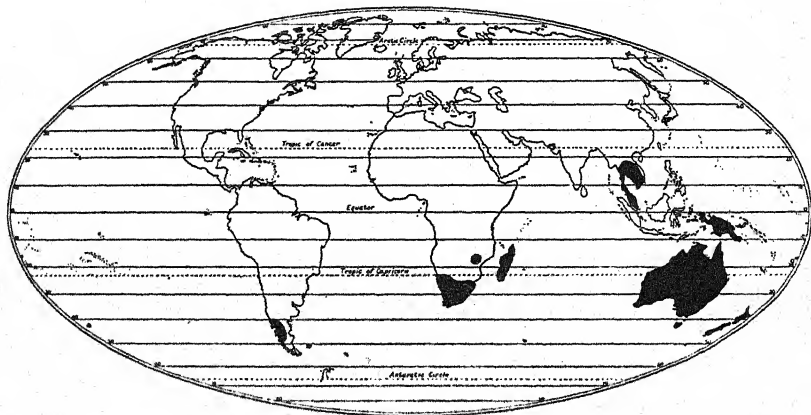 Arctic Circle
Tropic of Cancer
Equator
Tropic of Capricorn
Antarctic Circle